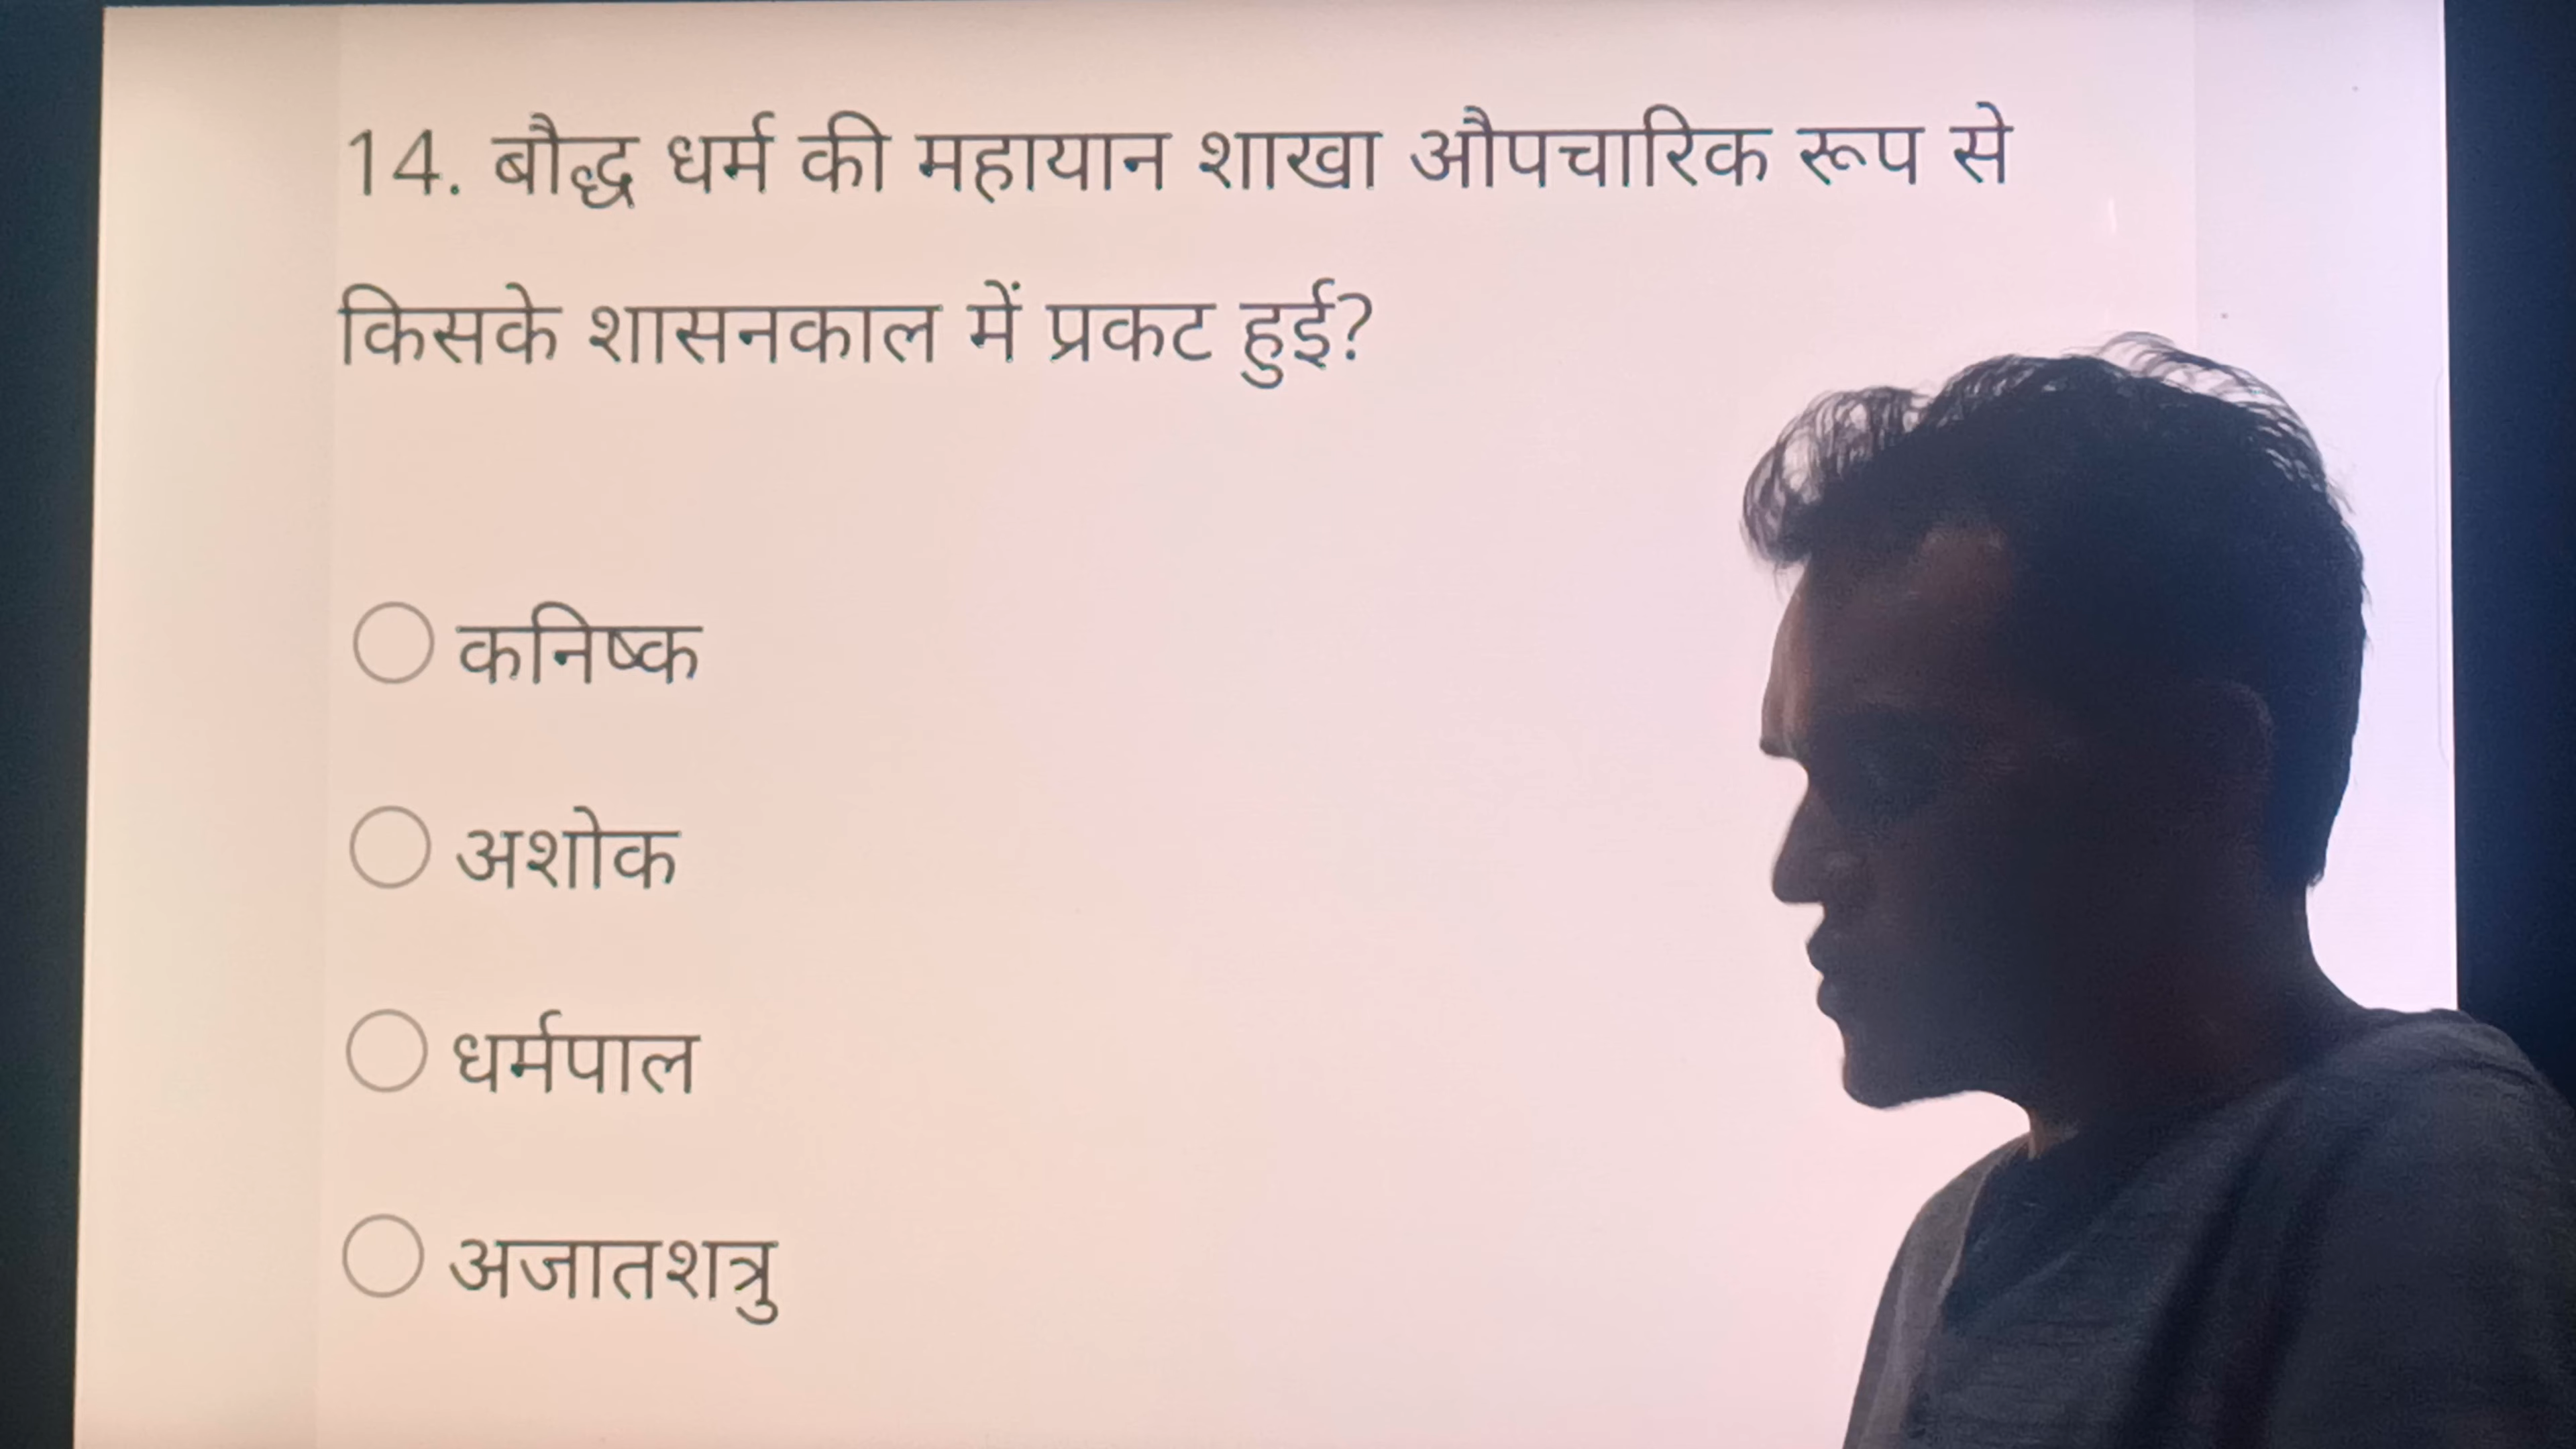 14. बौद्ध धर्म की महायान शाखा औपचारिक रूप से
किसके शासनकाल में प्रकट हुई?
कनिष्क
अशोक
धर्मपाल
अजातशत्रु